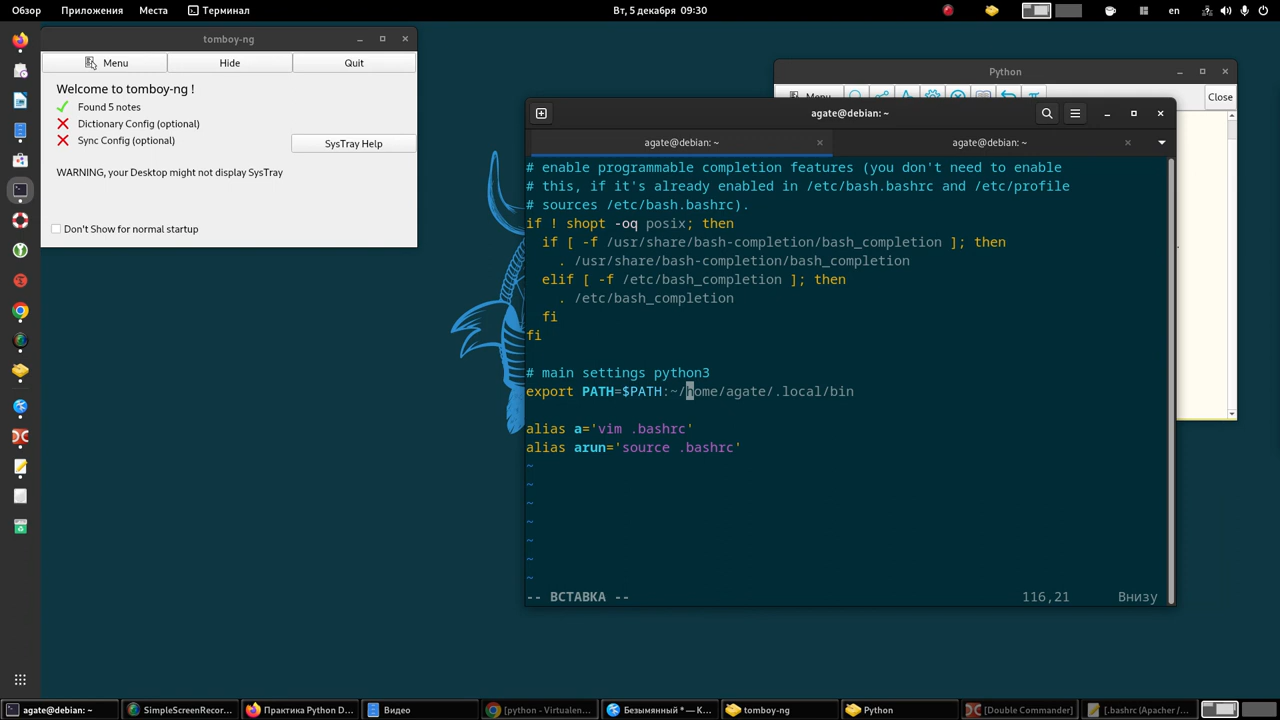 Обзор Приложения Места Терминал Вт, 5 декабря 09:30 en
tomboy-ng
Menu Hide Quit
Welcome to tomboy-ng !
Found 5 notes
Dictionary Config (optional)
Sync Config (optional)
SysTray Help
WARNING, your Desktop might not display SysTray
Don't Show for normal startup
Python
Menu Close
agate@debian: ~
agate@debian: ~ agate@debian: ~
# enable programmable completion features (you don't need to enable
# this, if it's already enabled in /etc/bash.bashrc and /etc/profile
# sources /etc/bash.bashrc).
if ! shopt -oq posix; then
  if [ -f /usr/share/bash-completion/bash_completion ]; then
    . /usr/share/bash-completion/bash_completion
  elif [ -f /etc/bash_completion ]; then
    . /etc/bash_completion
  fi
fi
# main settings python3
export PATH=$PATH:~/home/agate/.local/bin
alias a='vim .bashrc'
alias arun='source .bashrc'
~
~
~
~
~
~
~
-- ВСТАВКА -- 116,21 Внизу
agate@debian: ~ SimpleScreenRecor... Практика Python D... Видео [python - Virtualen... Безымянный * — K... tomboy-ng Python [Double Commander] [.bashrc (Apacher /...